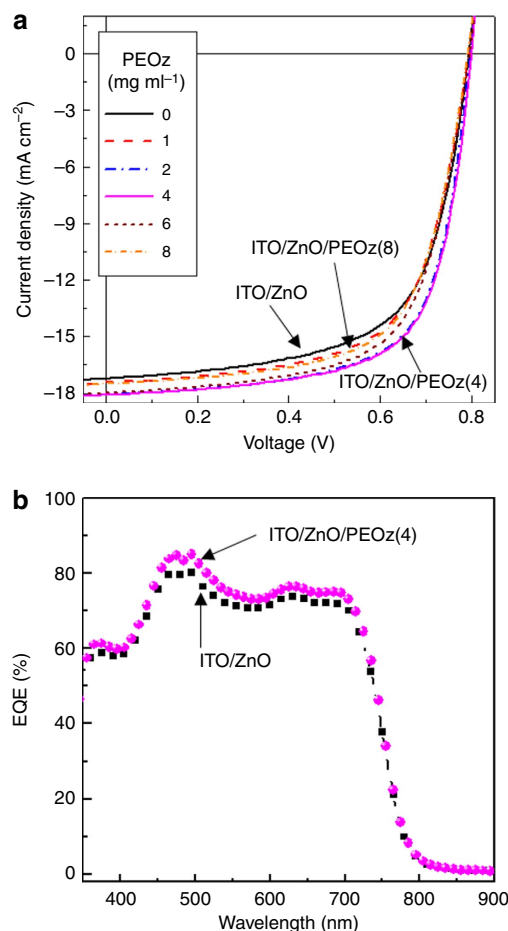 a
PEOz
(mg ml⁻¹)
0
1
2
4
6
8
0
−3
−6
−9
−12
−15
−18
Current density (mA cm⁻²)
ITO/ZnO/PEOz(8)
ITO/ZnO
ITO/ZnO/PEOz(4)
0.0 0.2 0.4 0.6 0.8
Voltage (V)
b
100
80
60
40
20
0
EQE (%)
ITO/ZnO/PEOz(4)
ITO/ZnO
400 500 600 700 800 900
Wavelength (nm)